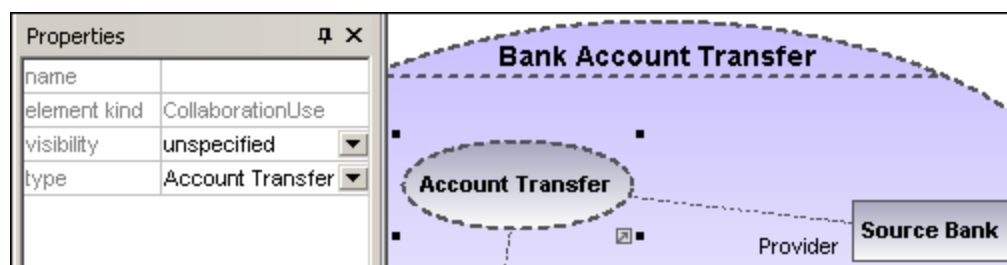 Properties
name
element kind CollaborationUse
visibility unspecified
type Account Transfer
Bank Account Transfer
Account Transfer
Source Bank
Provider